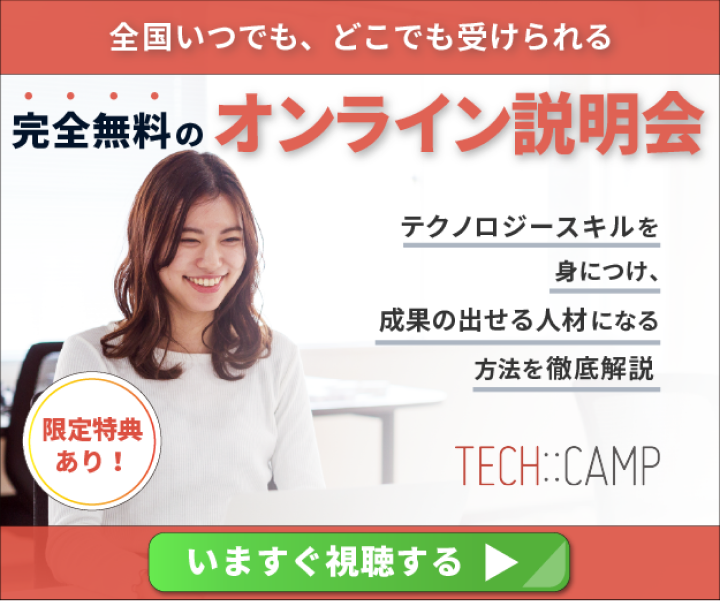 全国いつでも、どこでも受けられる
完全無料のオンライン説明会
テクノロジースキルを
身につけ、
成果の出せる人材になる
方法を徹底解説
限定特典
あり！
TECH::CAMP
いますぐ視聴する